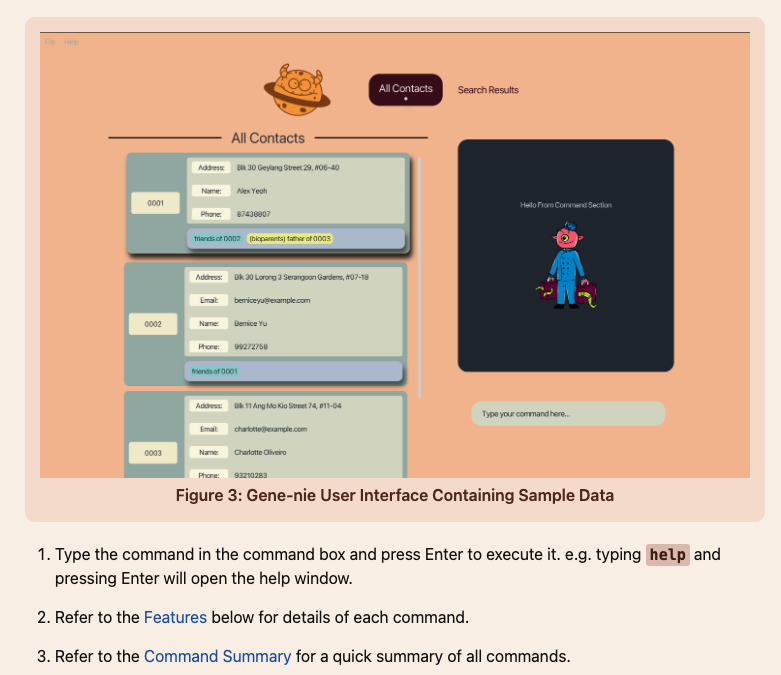 File Help
All Contacts
Search Results
All Contacts
0001
Address: Blk 30 Geylang Street 29, #06-40
Name: Alex Yeoh
Phone: 87438807
friends of 0002 (bioparents) father of 0003
0002
Address: Blk 30 Lorong 3 Serangoon Gardens, #07-18
Email: berniceyu@example.com
Name: Bernice Yu
Phone: 99272758
friends of 0001
0003
Address: Blk 11 Ang Mo Kio Street 74, #11-04
Email: charlotte@example.com
Name: Charlotte Oliveiro
Phone: 93210283
Hello From Command Section
Type your command here...
Figure 3: Gene-nie User Interface Containing Sample Data
1. Type the command in the command box and press Enter to execute it. e.g. typing help and
pressing Enter will open the help window.
2. Refer to the Features below for details of each command.
3. Refer to the Command Summary for a quick summary of all commands.